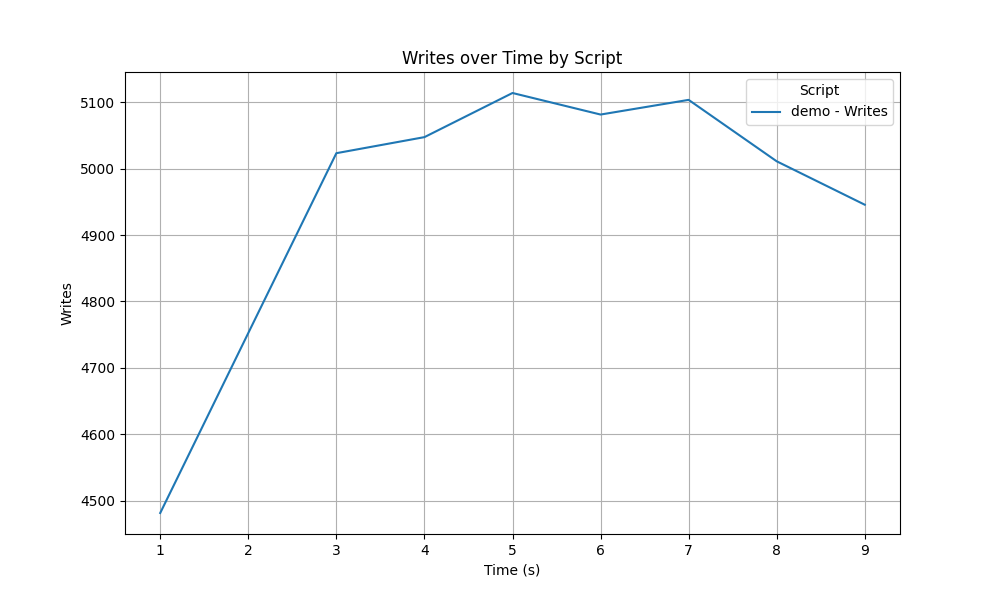 Writes over Time by Script
Script
demo - Writes
5100
5000
4900
4800
4700
4600
4500
Writes
1 2 3 4 5 6 7 8 9
Time (s)